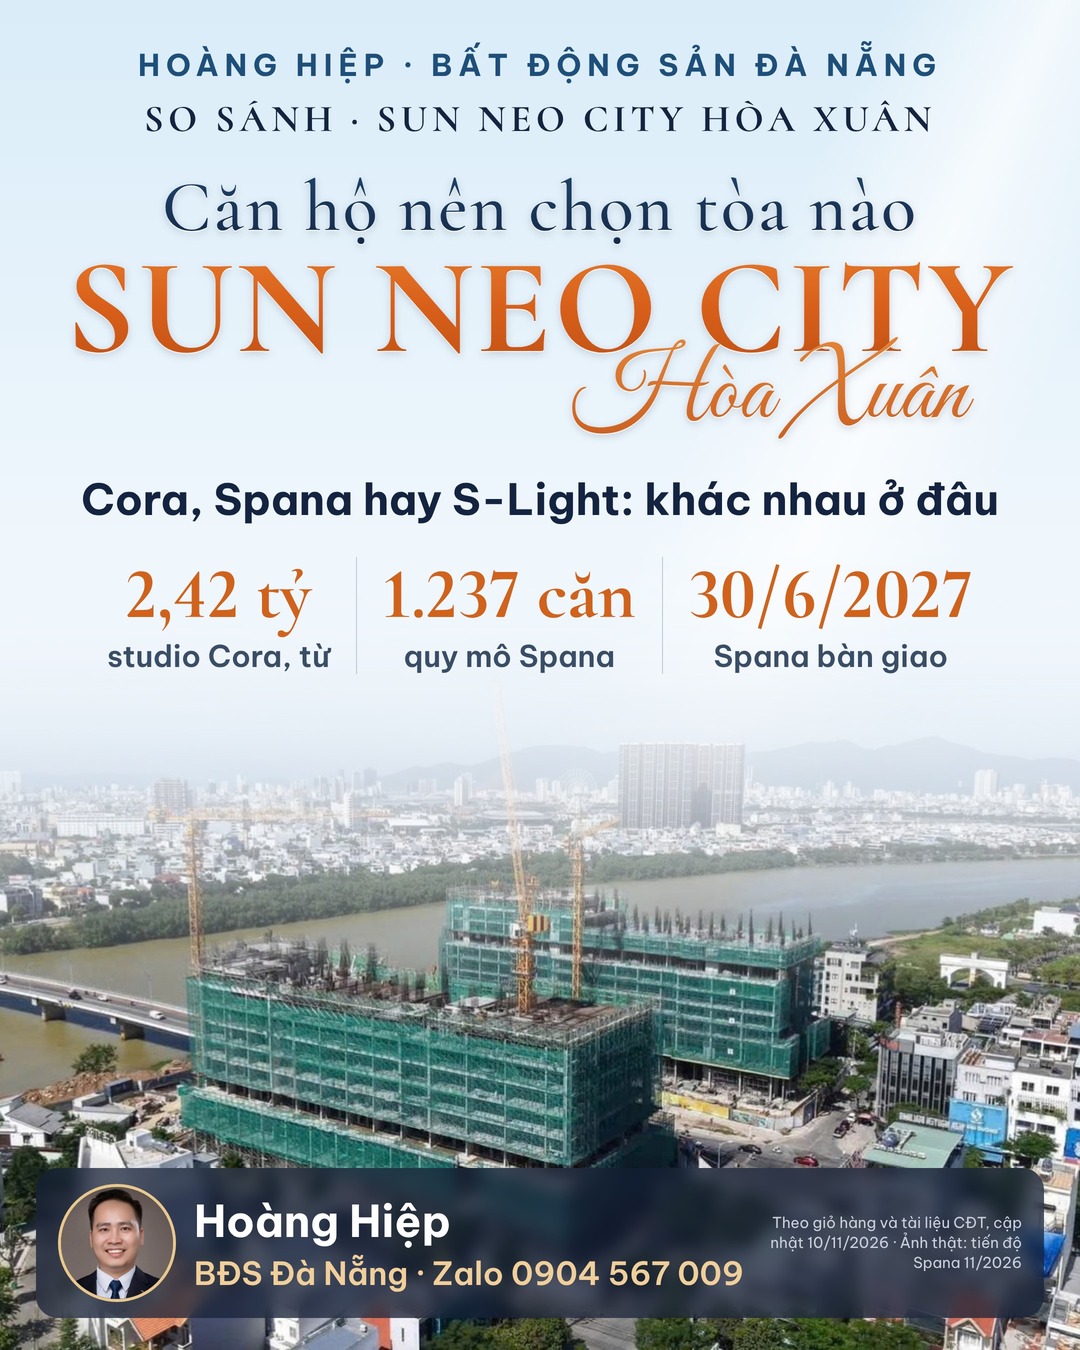 HOÀNG HIỆP · BẤT ĐỘNG SẢN ĐÀ NẴNG
SO SÁNH · SUN NEO CITY HÒA XUÂN
Căn hộ nên chọn tòa nào
SUN NEO CITY
Hòa Xuân
Cora, Spana hay S-Light: khác nhau ở đâu
2,42 tỷ
studio Cora, từ
1.237 căn
quy mô Spana
30/6/2027
Spana bàn giao
Hoàng Hiệp
BĐS Đà Nẵng · Zalo 0904 567 009
Theo giỏ hàng và tài liệu CĐT, cập
nhật 10/11/2026 · Ảnh thật: tiến độ
Spana 11/2026